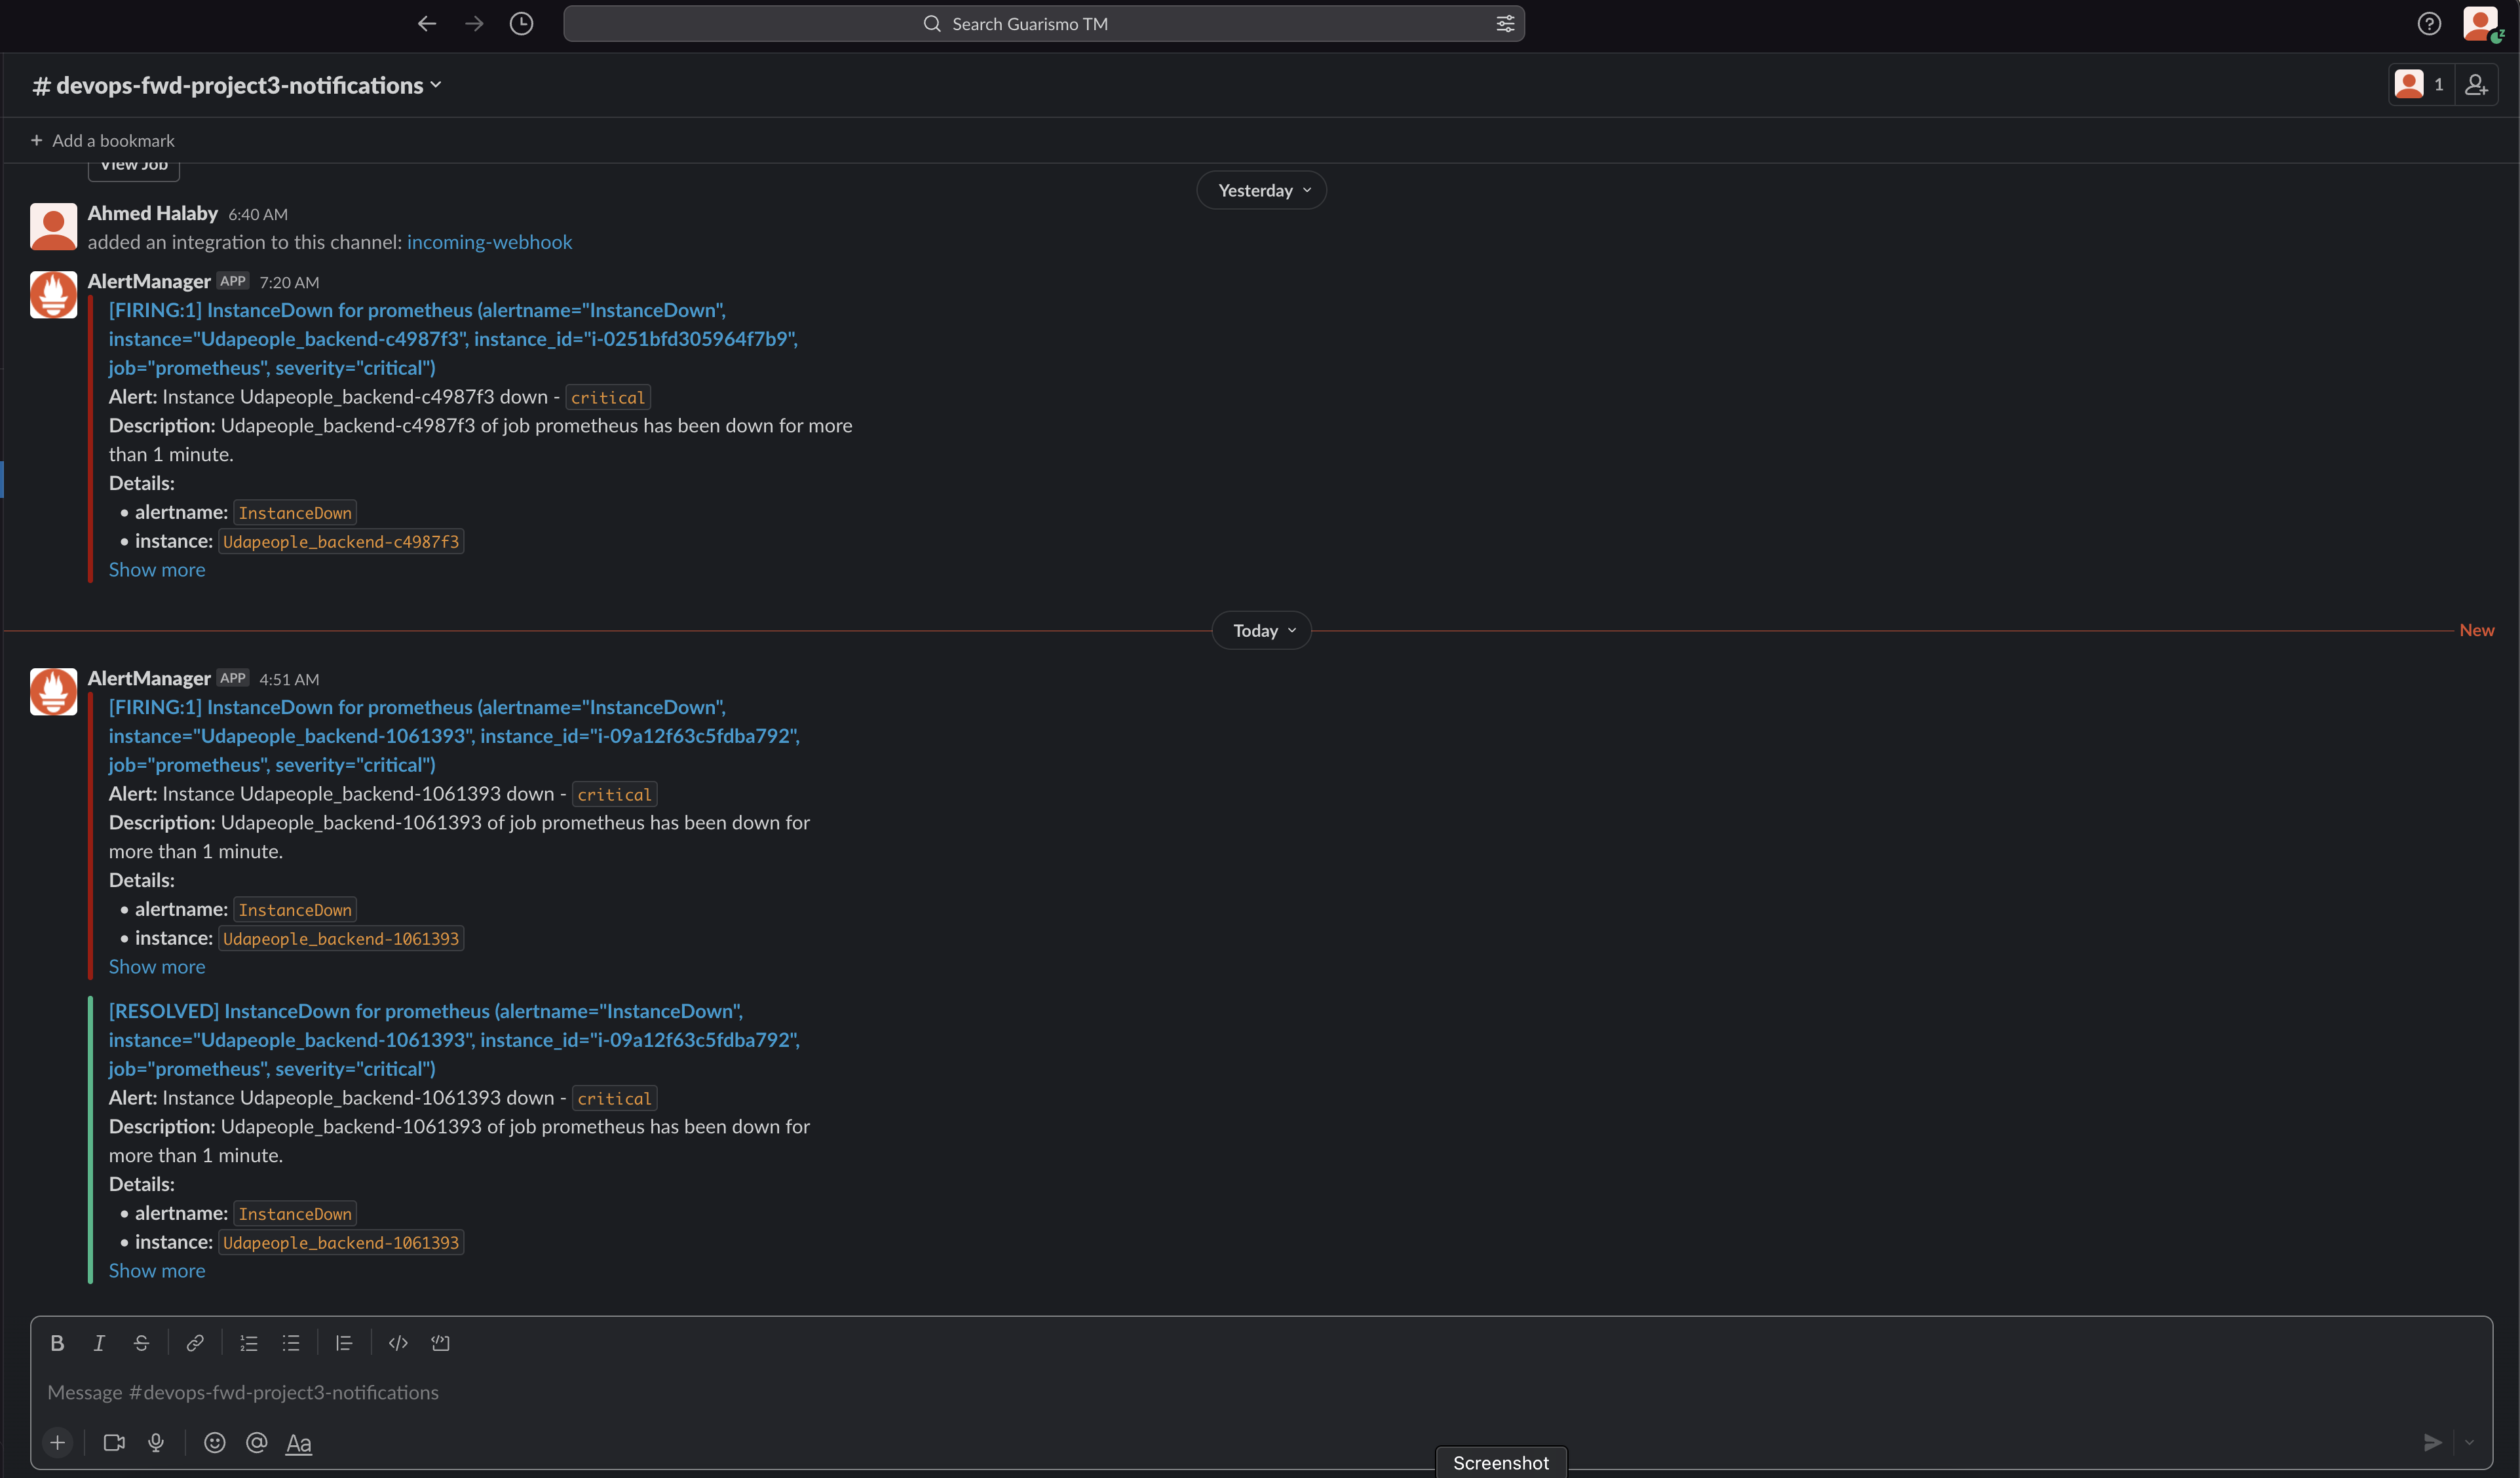 Search Guarismo TM
# devops-fwd-project3-notifications
1
+ Add a bookmark
View Job
Yesterday
Ahmed Halaby 6:40 AM
added an integration to this channel: incoming-webhook
AlertManager APP 7:20 AM
[FIRING:1] InstanceDown for prometheus (alertname="InstanceDown",
instance="Udapeople_backend-c4987f3", instance_id="i-0251bfd305964f7b9",
job="prometheus", severity="critical")
Alert: Instance Udapeople_backend-c4987f3 down - critical
Description: Udapeople_backend-c4987f3 of job prometheus has been down for more
than 1 minute.
Details:
• alertname: InstanceDown
• instance: Udapeople_backend-c4987f3
Show more
Today
New
AlertManager APP 4:51 AM
[FIRING:1] InstanceDown for prometheus (alertname="InstanceDown",
instance="Udapeople_backend-1061393", instance_id="i-09a12f63c5fdba792",
job="prometheus", severity="critical")
Alert: Instance Udapeople_backend-1061393 down - critical
Description: Udapeople_backend-1061393 of job prometheus has been down for
more than 1 minute.
Details:
• alertname: InstanceDown
• instance: Udapeople_backend-1061393
Show more
[RESOLVED] InstanceDown for prometheus (alertname="InstanceDown",
instance="Udapeople_backend-1061393", instance_id="i-09a12f63c5fdba792",
job="prometheus", severity="critical")
Alert: Instance Udapeople_backend-1061393 down - critical
Description: Udapeople_backend-1061393 of job prometheus has been down for
more than 1 minute.
Details:
• alertname: InstanceDown
• instance: Udapeople_backend-1061393
Show more
B I S
Message #devops-fwd-project3-notifications
Aa
Screenshot